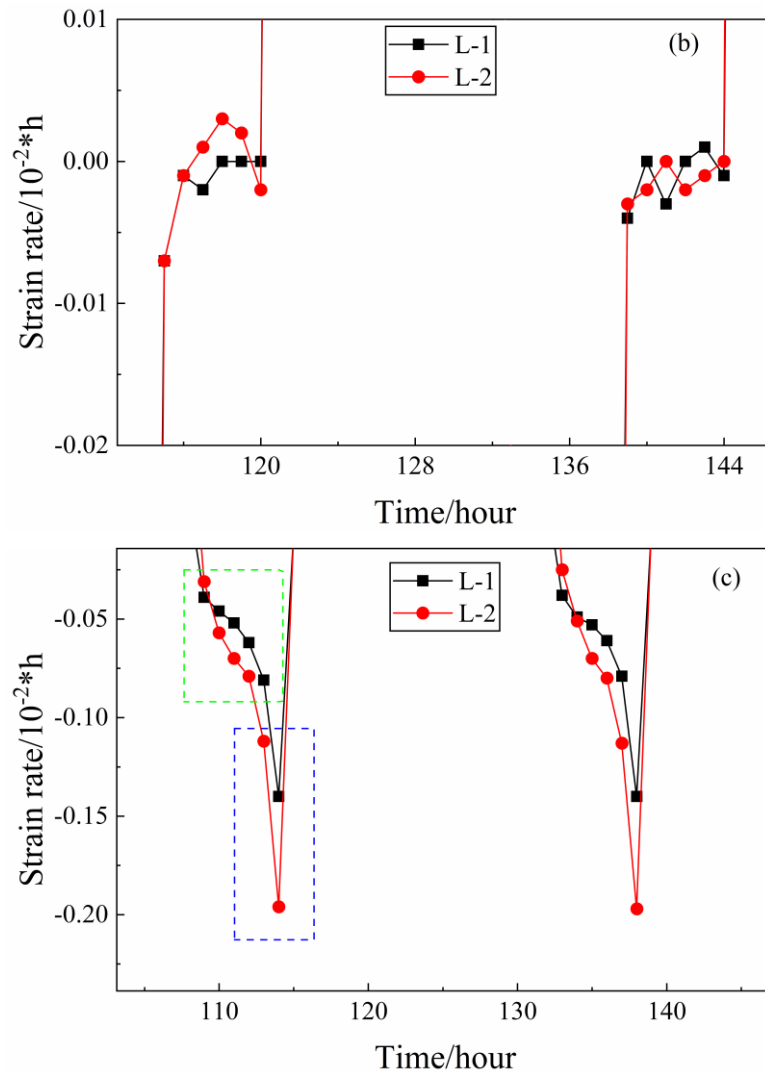 0.01
(b)
L-1
L-2
0.00
-0.01
-0.02
Strain rate/10⁻²*h
120
128
136
144
Time/hour
(c)
L-1
L-2
-0.05
-0.10
-0.15
-0.20
Strain rate/10⁻²*h
110
120
130
140
Time/hour